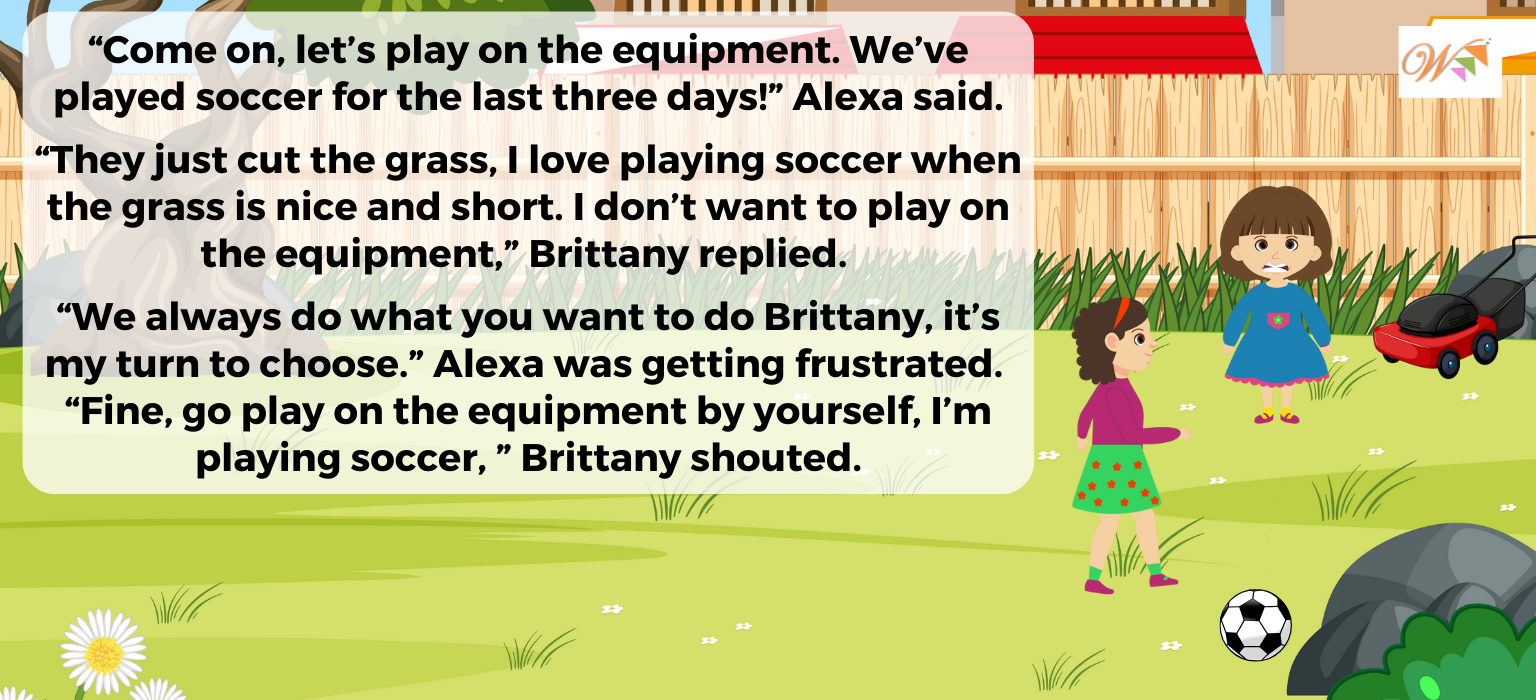 “Come on, let’s play on the equipment. We’ve
played soccer for the last three days!” Alexa said.
“They just cut the grass, I love playing soccer when
the grass is nice and short. I don’t want to play on
the equipment,” Brittany replied.
“We always do what you want to do Brittany, it’s
my turn to choose.” Alexa was getting frustrated.
“Fine, go play on the equipment by yourself, I’m
playing soccer, ” Brittany shouted.
W